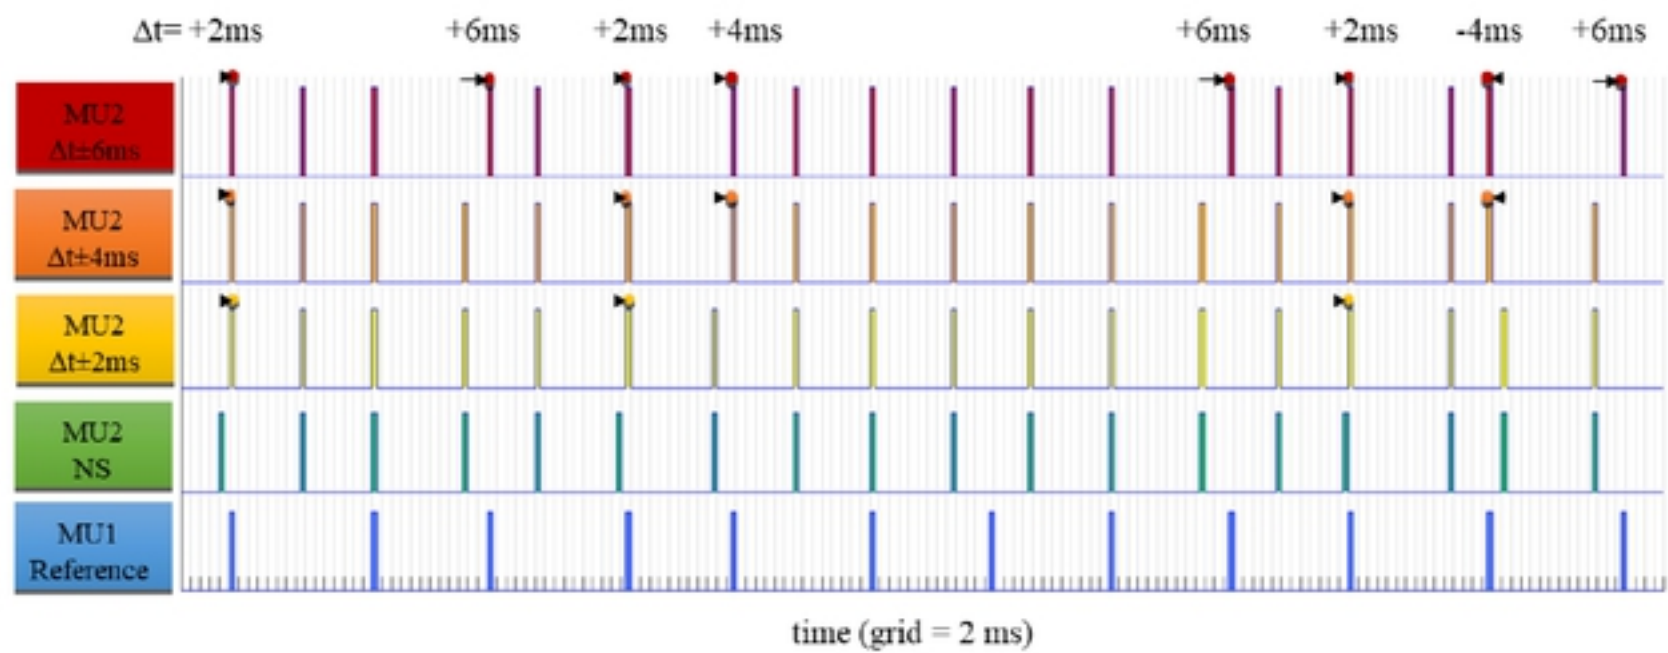 Δt= +2ms +6ms +2ms +4ms +6ms +2ms -4ms +6ms
MU2
Δt±6ms
MU2
Δt±4ms
MU2
Δt±2ms
MU2
NS
MU1
Reference
time (grid = 2 ms)